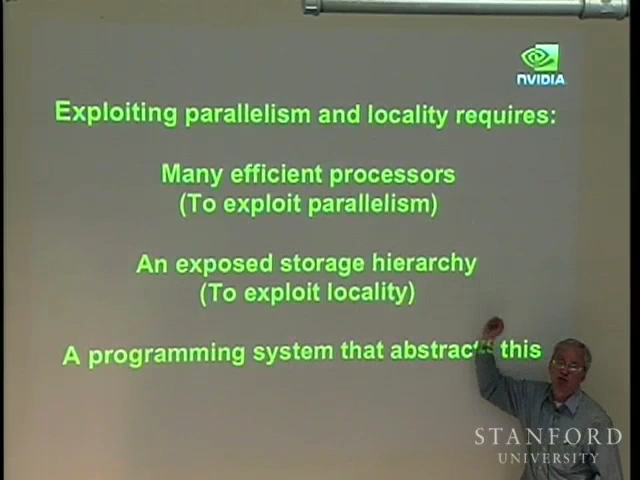 NVIDIA
Exploiting parallelism and locality requires:
Many efficient processors
(To exploit parallelism)
An exposed storage hierarchy
(To exploit locality)
A programming system that abstracts this
STANFORD
UNIVERSITY